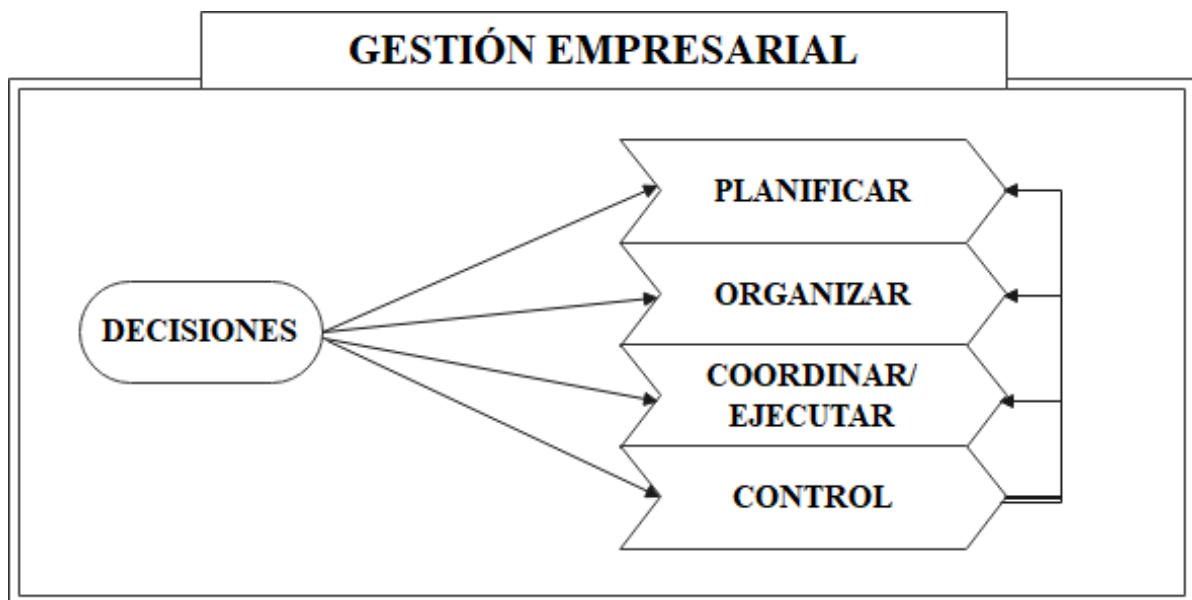 GESTIÓN EMPRESARIAL
PLANIFICAR
ORGANIZAR
DECISIONES
COORDINAR/
EJECUTAR
CONTROL